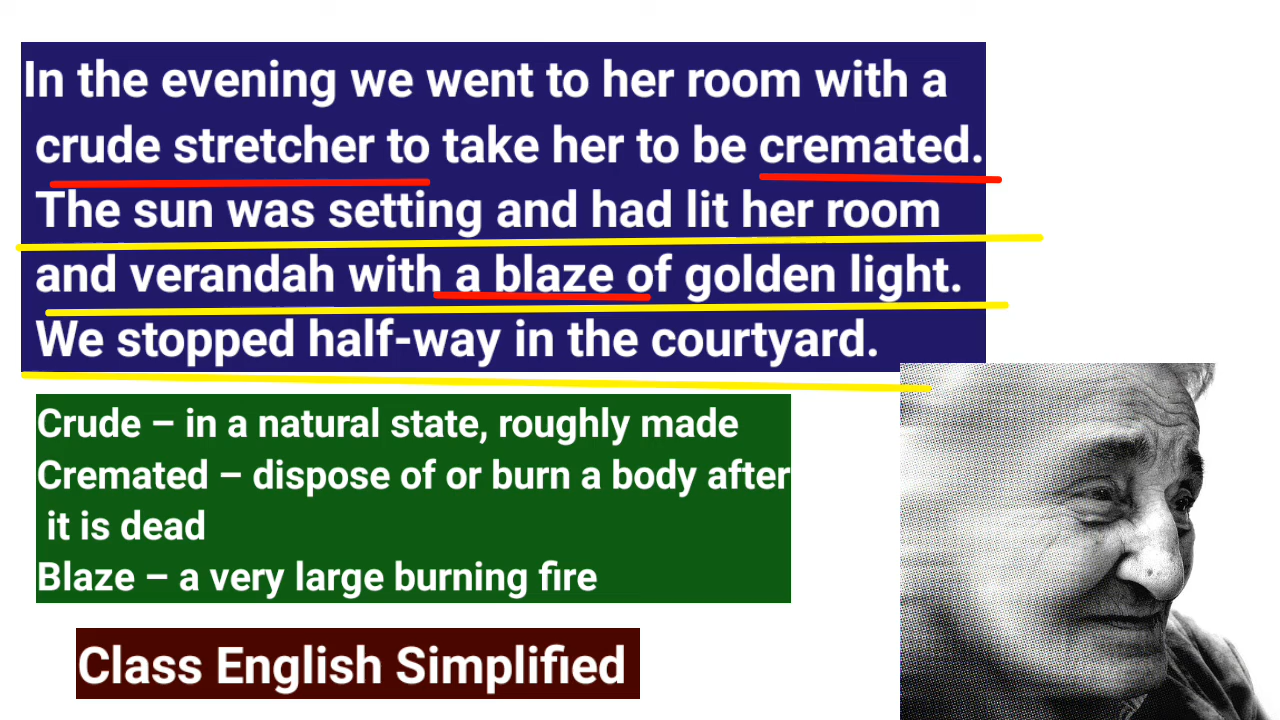 In the evening we went to her room with a
crude stretcher to take her to be cremated.
The sun was setting and had lit her room
and verandah with a blaze of golden light.
We stopped half-way in the courtyard.
Crude – in a natural state, roughly made
Cremated – dispose of or burn a body after
it is dead
Blaze – a very large burning fire
Class English Simplified